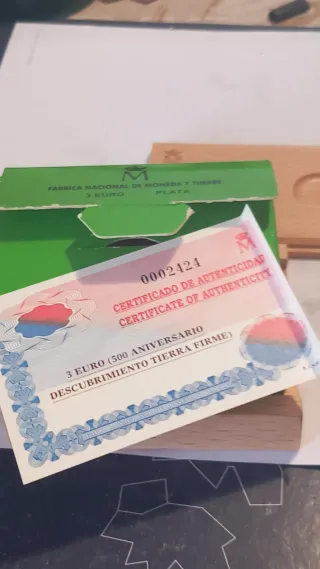 M
FABRICA NACIONAL DE MONEDA Y TIMBRE
3 EURO PLATA
M
0002424
CERTIFICADO DE AUTENTICIDAD
CERTIFICATE OF AUTHENTICITY
3 EURO (500 ANIVERSARIO
DESCUBRIMIENTO TIERRA FIRME)